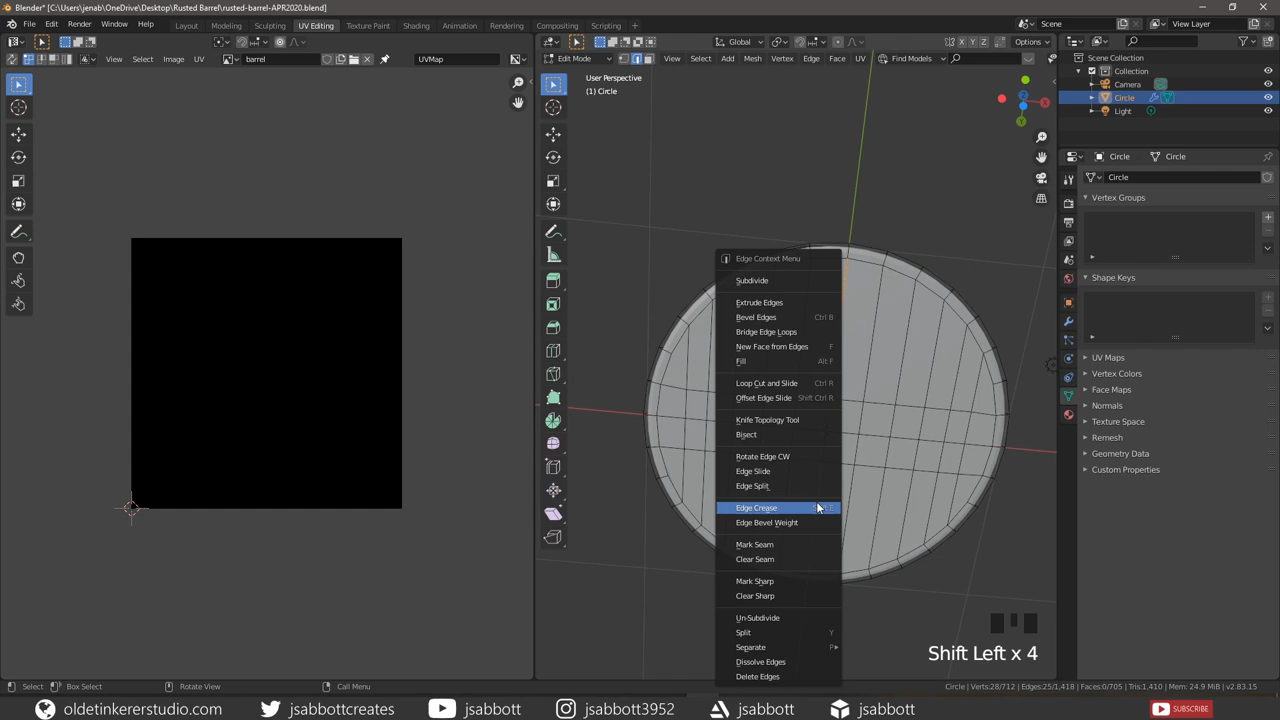 Blender* [C:\Users\jenab\OneDrive\Desktop\Rusted Barrel\rusted-barrel-APR2020.blend]
File Edit Render Window Help Layout Modeling Sculpting UV Editing Texture Paint Shading Animation Rendering Compositing Scripting Scene View Layer
Global X Y Z Options
View Select Image UV barrel UVMap Edit Mode View Select Add Mesh Vertex Edge Face UV Find Models
User Perspective
(1) Circle
Scene Collection
Collection
Camera
Circle
Light
Circle Circle
Circle
Vertex Groups
Shape Keys
UV Maps
Vertex Colors
Face Maps
Normals
Texture Space
Remesh
Geometry Data
Custom Properties
Edge Context Menu
Subdivide
Extrude Edges
Bevel Edges Ctrl B
Bridge Edge Loops
New Face from Edges F
Fill Alt F
Loop Cut and Slide Ctrl R
Offset Edge Slide Shift Ctrl R
Knife Topology Tool
Bisect
Rotate Edge CW
Edge Slide
Edge Split
Edge Crease
Edge Bevel Weight
Mark Seam
Clear Seam
Mark Sharp
Clear Sharp
Un-Subdivide
Split Y
Separate P
Dissolve Edges
Delete Edges
Shift Left x 4
Select Box Select Rotate View Call Menu Circle | Verts:28/712 | Edges:25/1,418 | Faces:0/705 | Tris:1,410 | Mem: 24.9 MiB | v2.83.15
oldetinkererstudio.com jsabbottcreates jsabbott jsabbott3952 jsabbott jsabbott SUBSCRIBE